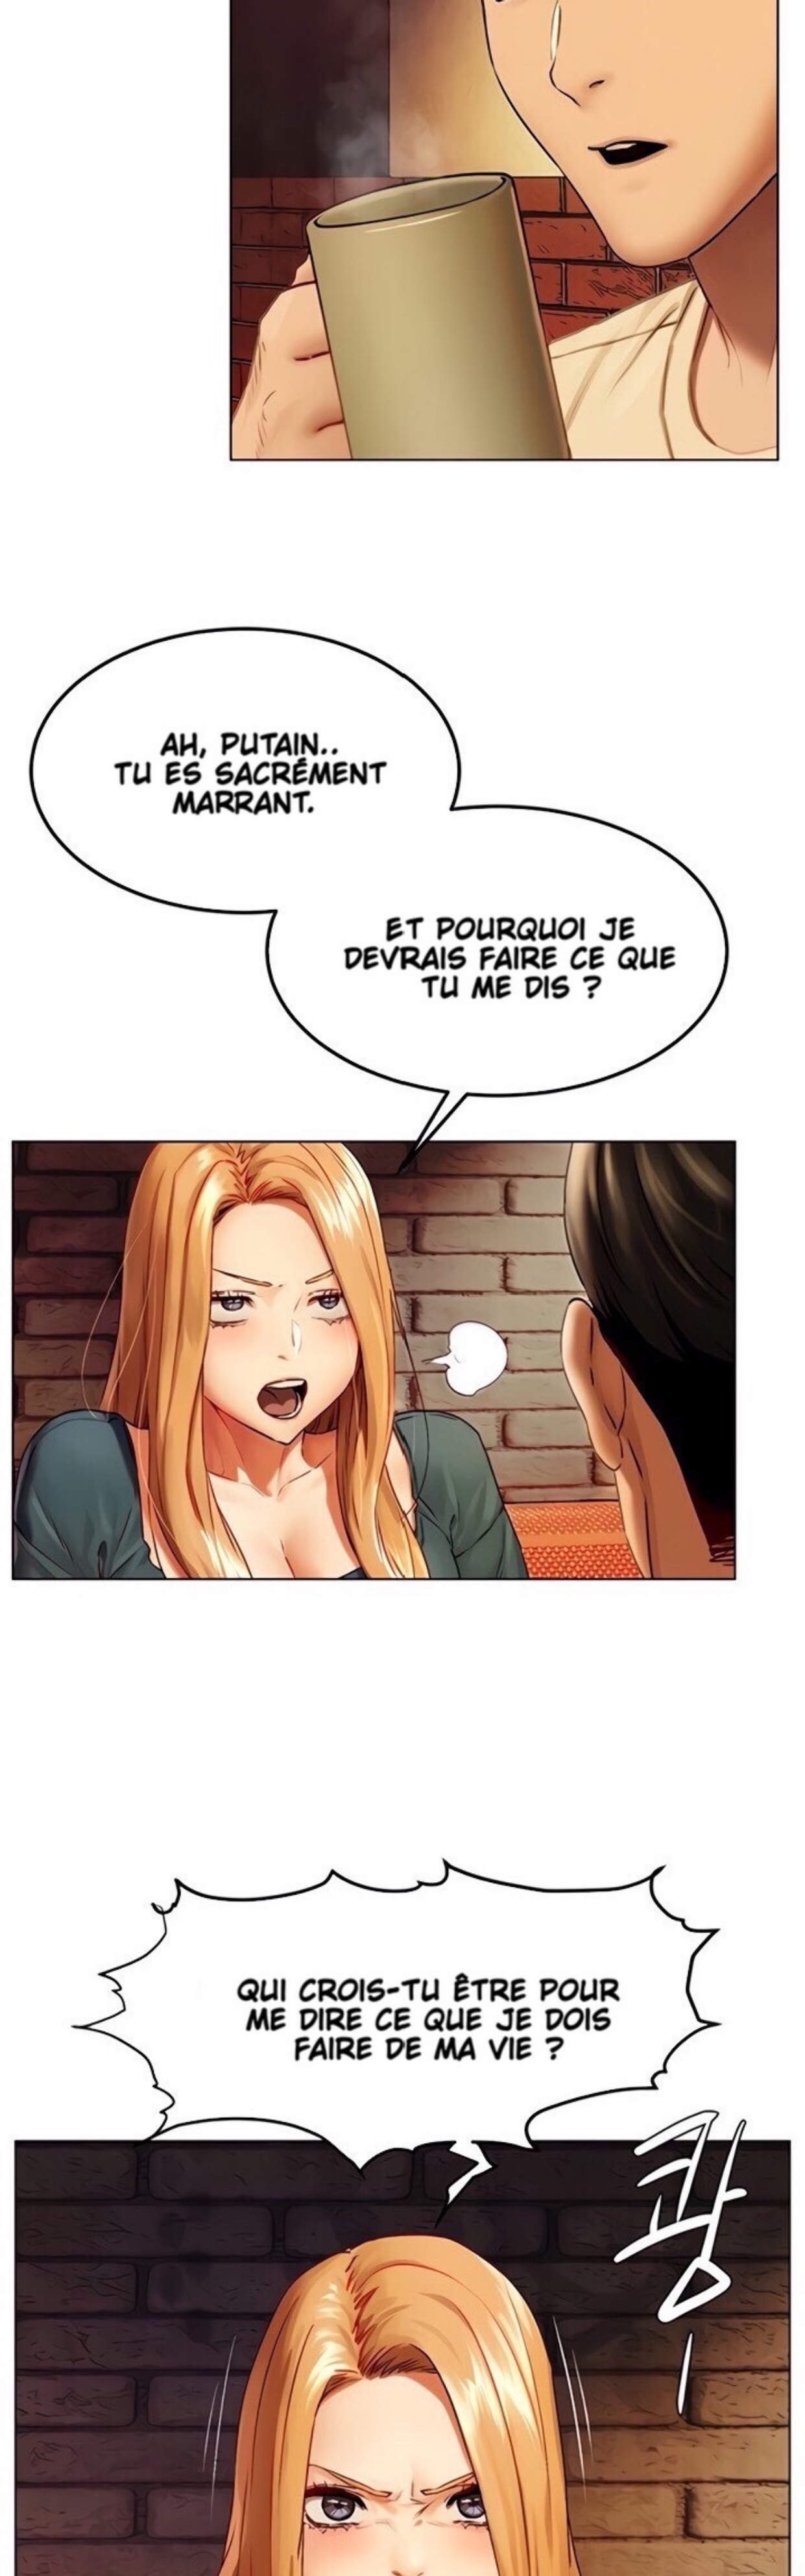 AH, PUTAIN..
TU ES SACRÉMENT
MARRANT.
ET POURQUOI JE
DEVRAIS FAIRE CE QUE
TU ME DIS ?
QUI CROIS-TU ÊTRE POUR
ME DIRE CE QUE JE DOIS
FAIRE DE MA VIE ?
쾅!